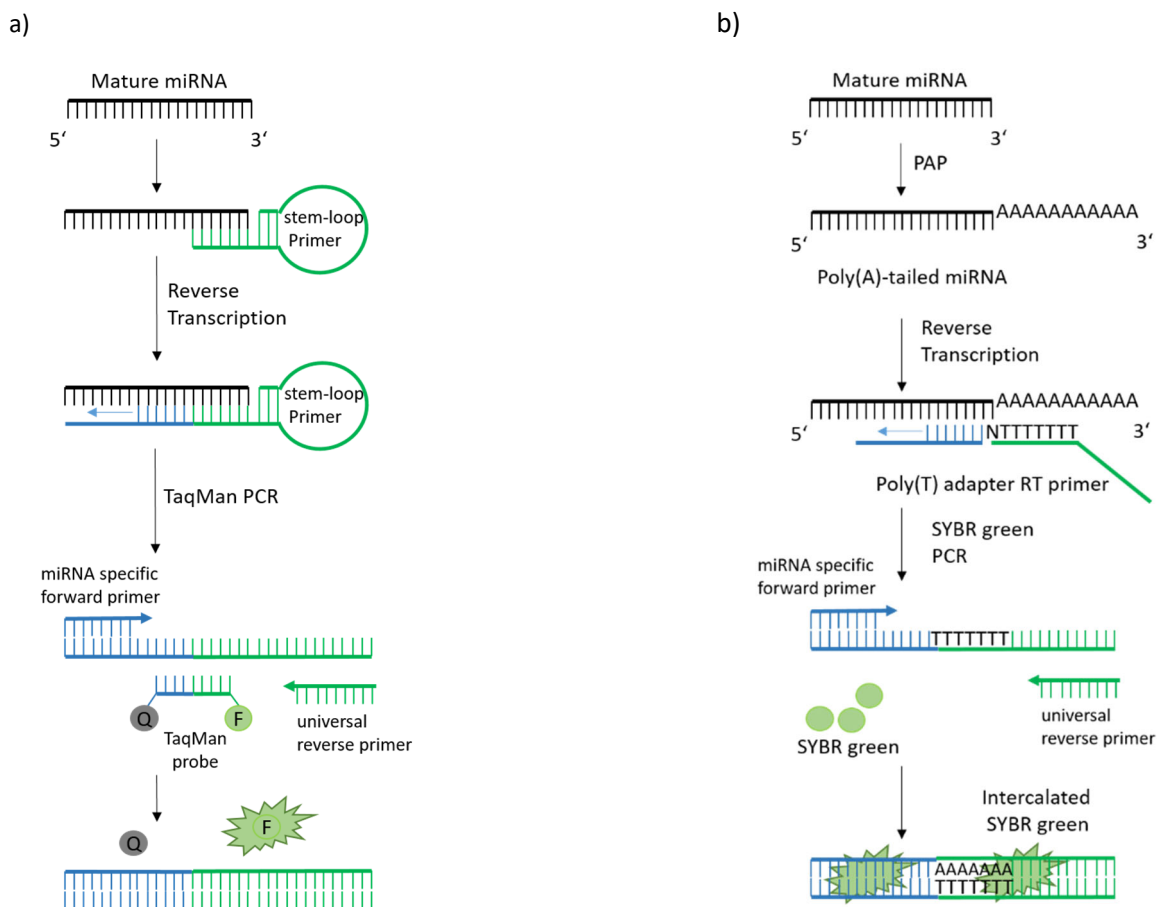 a)
Mature miRNA
5‘
3‘
stem-loop
Primer
Reverse
Transcription
stem-loop
Primer
TaqMan PCR
miRNA specific
forward primer
Q
F
TaqMan
probe
universal
reverse primer
Q
F
b)
Mature miRNA
5‘
3‘
PAP
AAAAAAAAAAA
5‘
3‘
Poly(A)-tailed miRNA
Reverse
Transcription
AAAAAAAAAAA
5‘
NTTTTTTT
3‘
Poly(T) adapter RT primer
SYBR green
PCR
miRNA specific
forward primer
TTTTTTT
universal
reverse primer
SYBR green
Intercalated
SYBR green
AAAAAAA
TTTTTTT